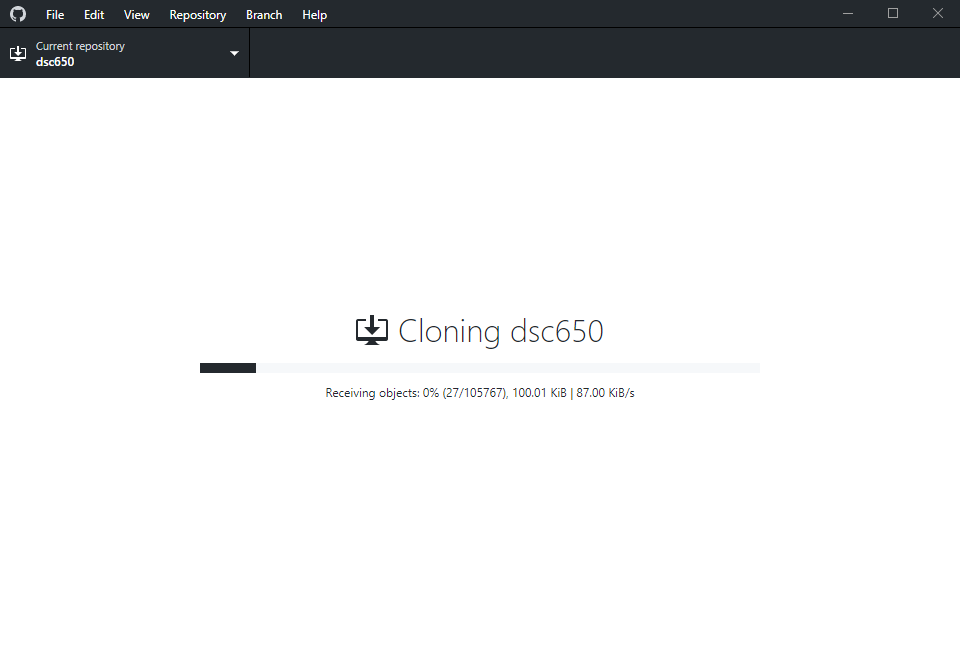 File Edit View Repository Branch Help
Current repository
dsc650
Cloning dsc650
Receiving objects: 0% (27/105767), 100.01 KiB | 87.00 KiB/s